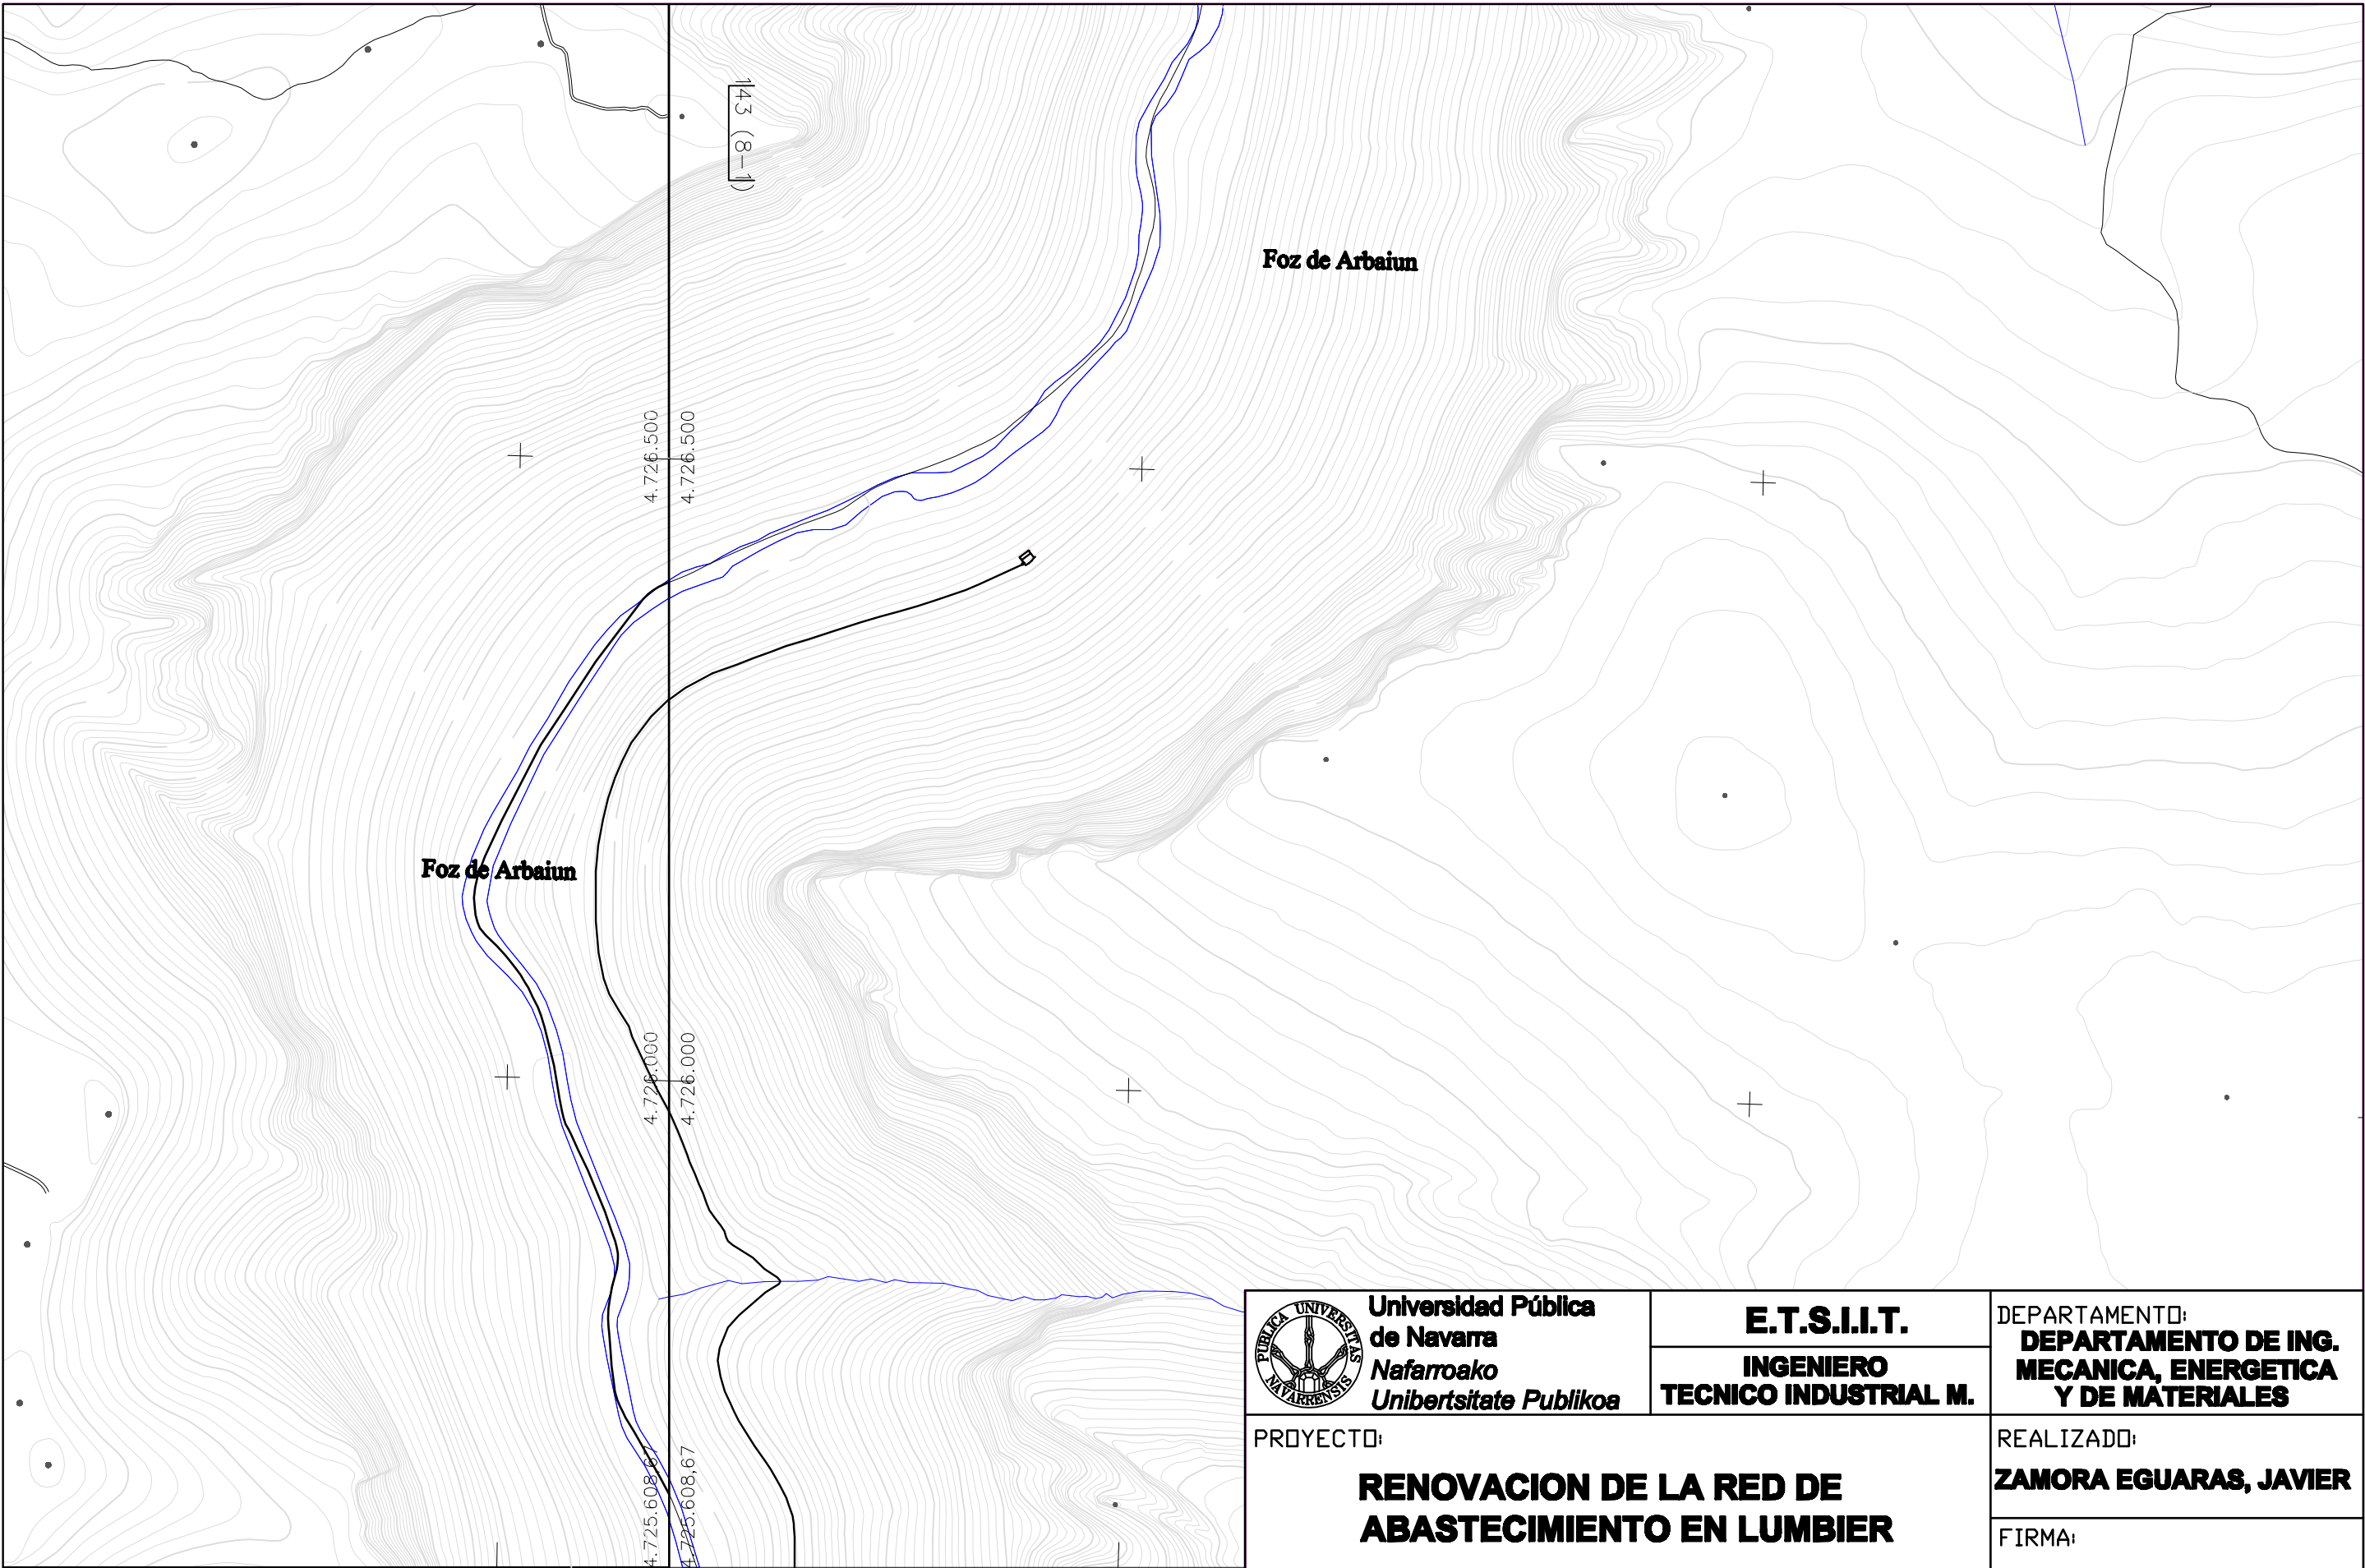 143 (8-1)
Foz de Arbaiun
4.726.500
4.726.500
Foz de Arbaiun
4.726.000
4.726.000
4.725.608,67
4.725.608,67
PUBLICA UNIVERSITAS NAVARRENSIS
Universidad Pública
de Navarra
Nafarroako
Unibertsitate Publikoa
E.T.S.I.I.T.
INGENIERO
TECNICO INDUSTRIAL M.
DEPARTAMENTO:
DEPARTAMENTO DE ING.
MECANICA, ENERGETICA
Y DE MATERIALES
PROYECTO:
RENOVACION DE LA RED DE
ABASTECIMIENTO EN LUMBIER
REALIZADO:
ZAMORA EGUARAS, JAVIER
FIRMA: